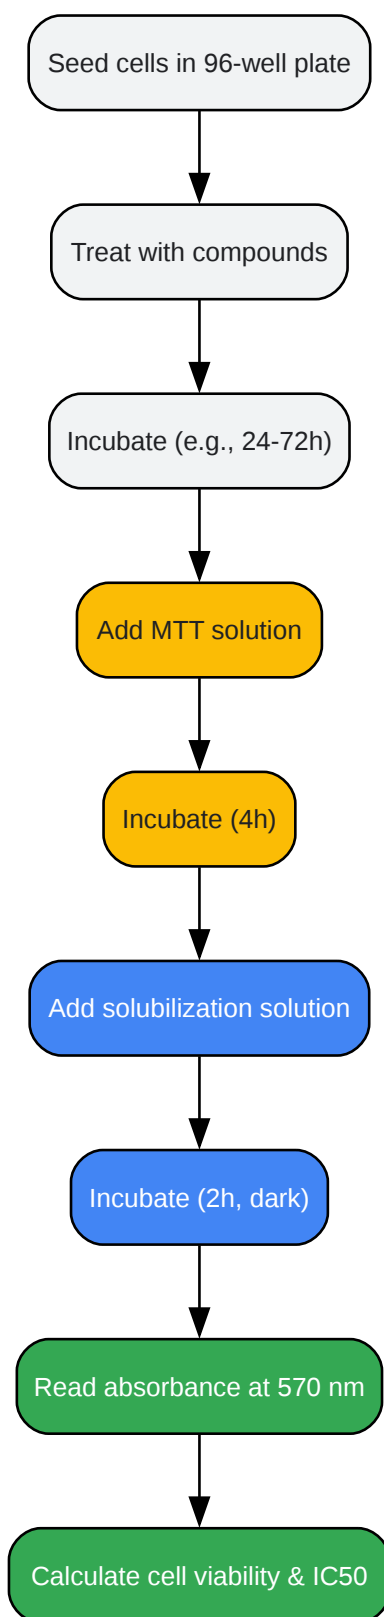 Seed cells in 96-well plate
Treat with compounds
Incubate (e.g., 24-72h)
Add MTT solution
Incubate (4h)
Add solubilization solution
Incubate (2h, dark)
Read absorbance at 570 nm
Calculate cell viability & IC50